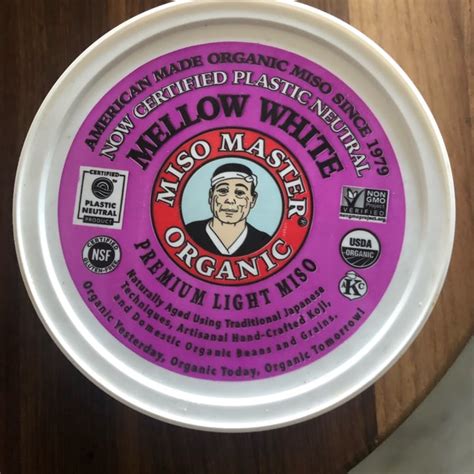 AMERICAN MADE ORGANIC MISO SINCE 1979
NOW CERTIFIED PLASTIC NEUTRAL
MELLOW WHITE
MISO MASTER®
ORGANIC
PREMIUM LIGHT MISO
Naturally Aged Using Traditional Japanese
Techniques, Artisanal Hand-Crafted Koji,
and Domestic Organic Beans and Grains,
Organic Yesterday, Organic Today, Organic Tomorrow!
CERTIFIED
PLASTIC
NEUTRAL
PRODUCT
CERTIFIED
NSF
GLUTEN-FREE
NON
GMO
Project
VERIFIED
USDA
ORGANIC
K